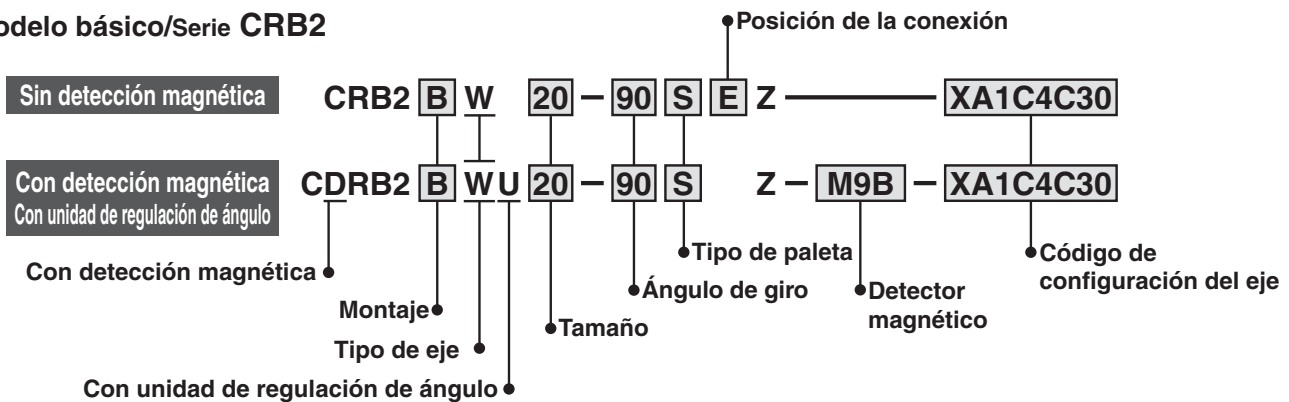 odelo básico/Serie CRB2
Posición de la conexión
Sin detección magnética CRB2 B W 20 – 90 S E Z — XA1C4C30
Con detección magnética
Con unidad de regulación de ángulo
CDRB2 B W U 20 – 90 S Z – M9B – XA1C4C30
Con detección magnética
Montaje
Tipo de eje
Con unidad de regulación de ángulo
Tamaño
Ángulo de giro
Tipo de paleta
Detector
magnético
Código de
configuración del eje